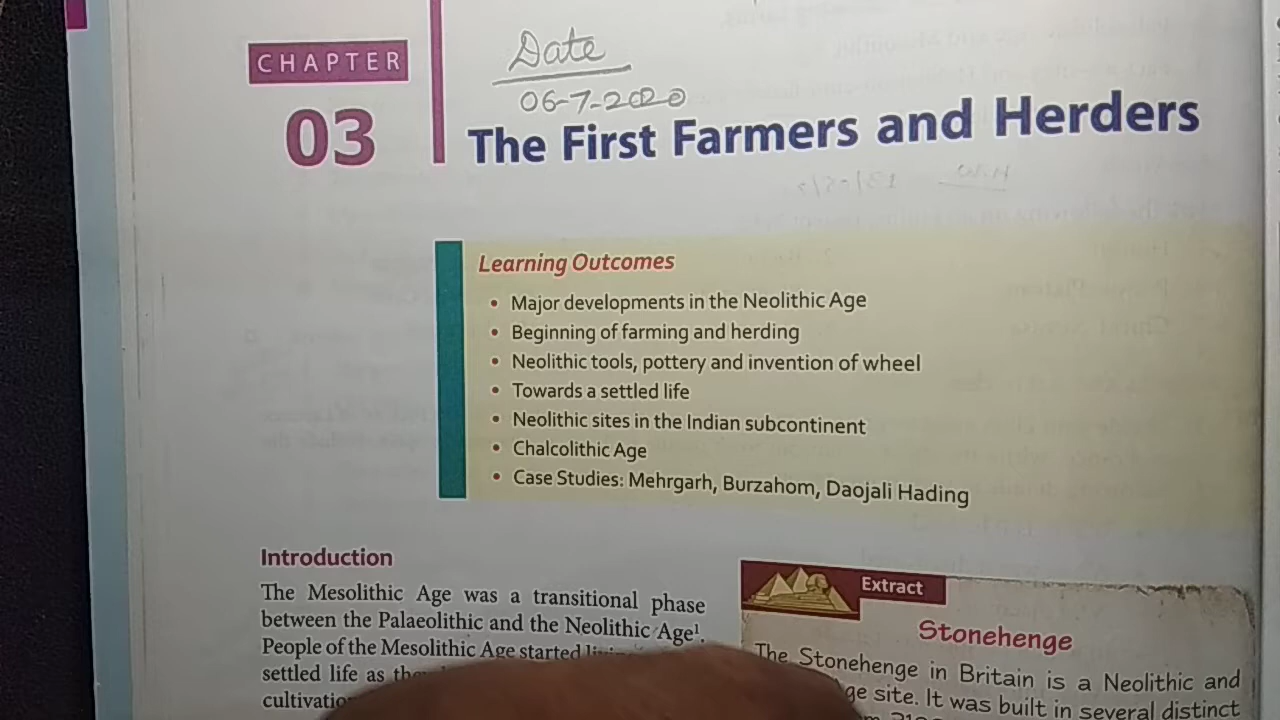 CHAPTER
03
Date
06-7-2020
The First Farmers and Herders
Learning Outcomes
• Major developments in the Neolithic Age
• Beginning of farming and herding
• Neolithic tools, pottery and invention of wheel
• Towards a settled life
• Neolithic sites in the Indian subcontinent
• Chalcolithic Age
• Case Studies: Mehrgarh, Burzahom, Daojali Hading
Introduction
The Mesolithic Age was a transitional phase
between the Palaeolithic and the Neolithic Age¹.
People of the Mesolithic Age started
settled life as
Extract
Stonehenge
The Stonehenge in Britain is a Neolithic and
site. It was built in several distinct